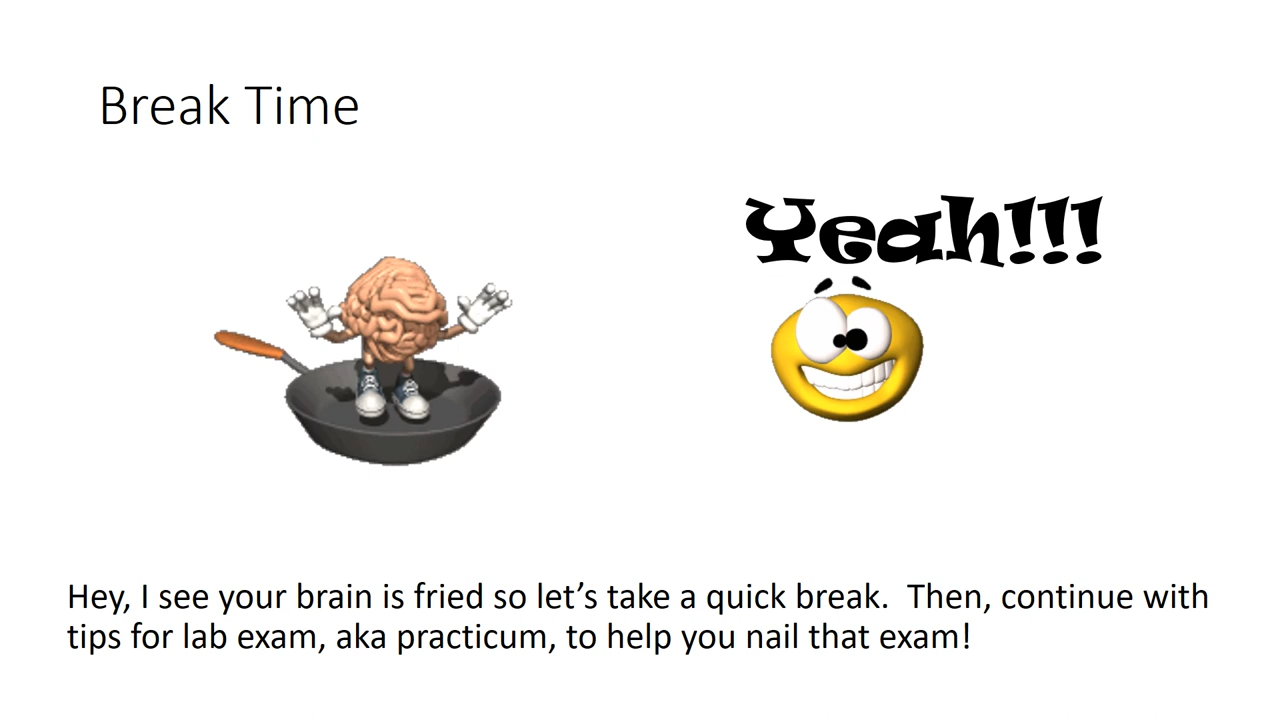 Break Time
Yeah!!!
Hey, I see your brain is fried so let’s take a quick break.  Then, continue with
tips for lab exam, aka practicum, to help you nail that exam!